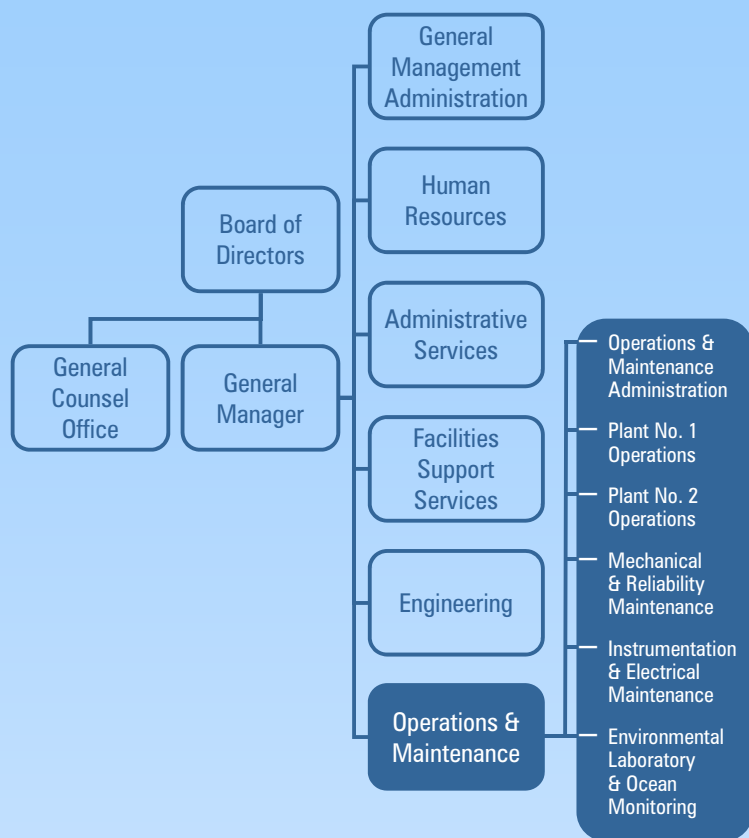 Board of
Directors
General
Counsel
Office
General
Manager
General
Management
Administration
Human
Resources
Administrative
Services
Facilities
Support
Services
Engineering
Operations &
Maintenance
Operations &
Maintenance
Administration
Plant No. 1
Operations
Plant No. 2
Operations
Mechanical
& Reliability
Maintenance
Instrumentation
& Electrical
Maintenance
Environmental
Laboratory
& Ocean
Monitoring